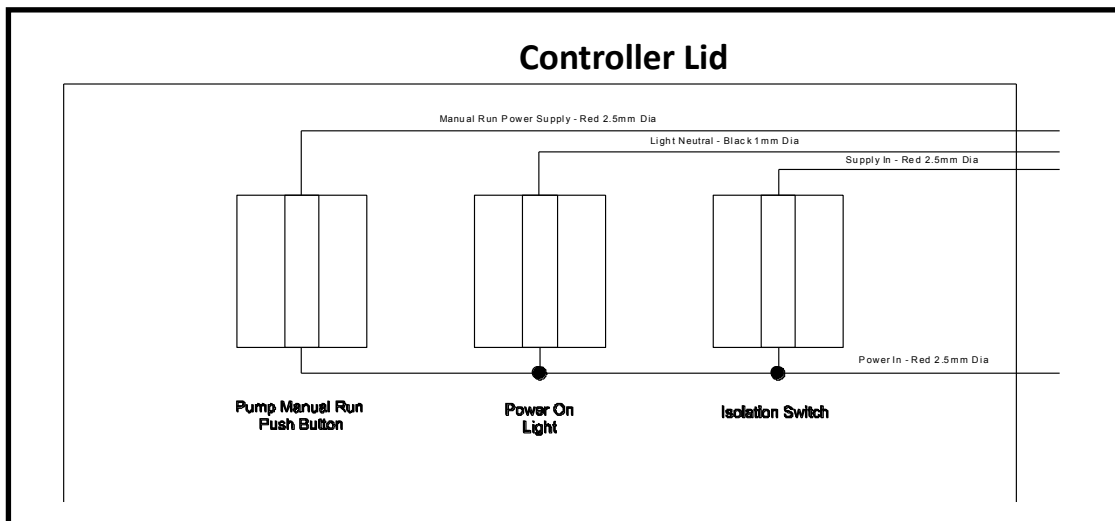 Controller Lid
Manual Run Power Supply - Red 2.5mm Dia
Light Neutral - Black 1mm Dia
Supply In - Red 2.5mm Dia
Power In - Red 2.5mm Dia
Pump Manual Run
Push Button
Power On
Light
Isolation Switch